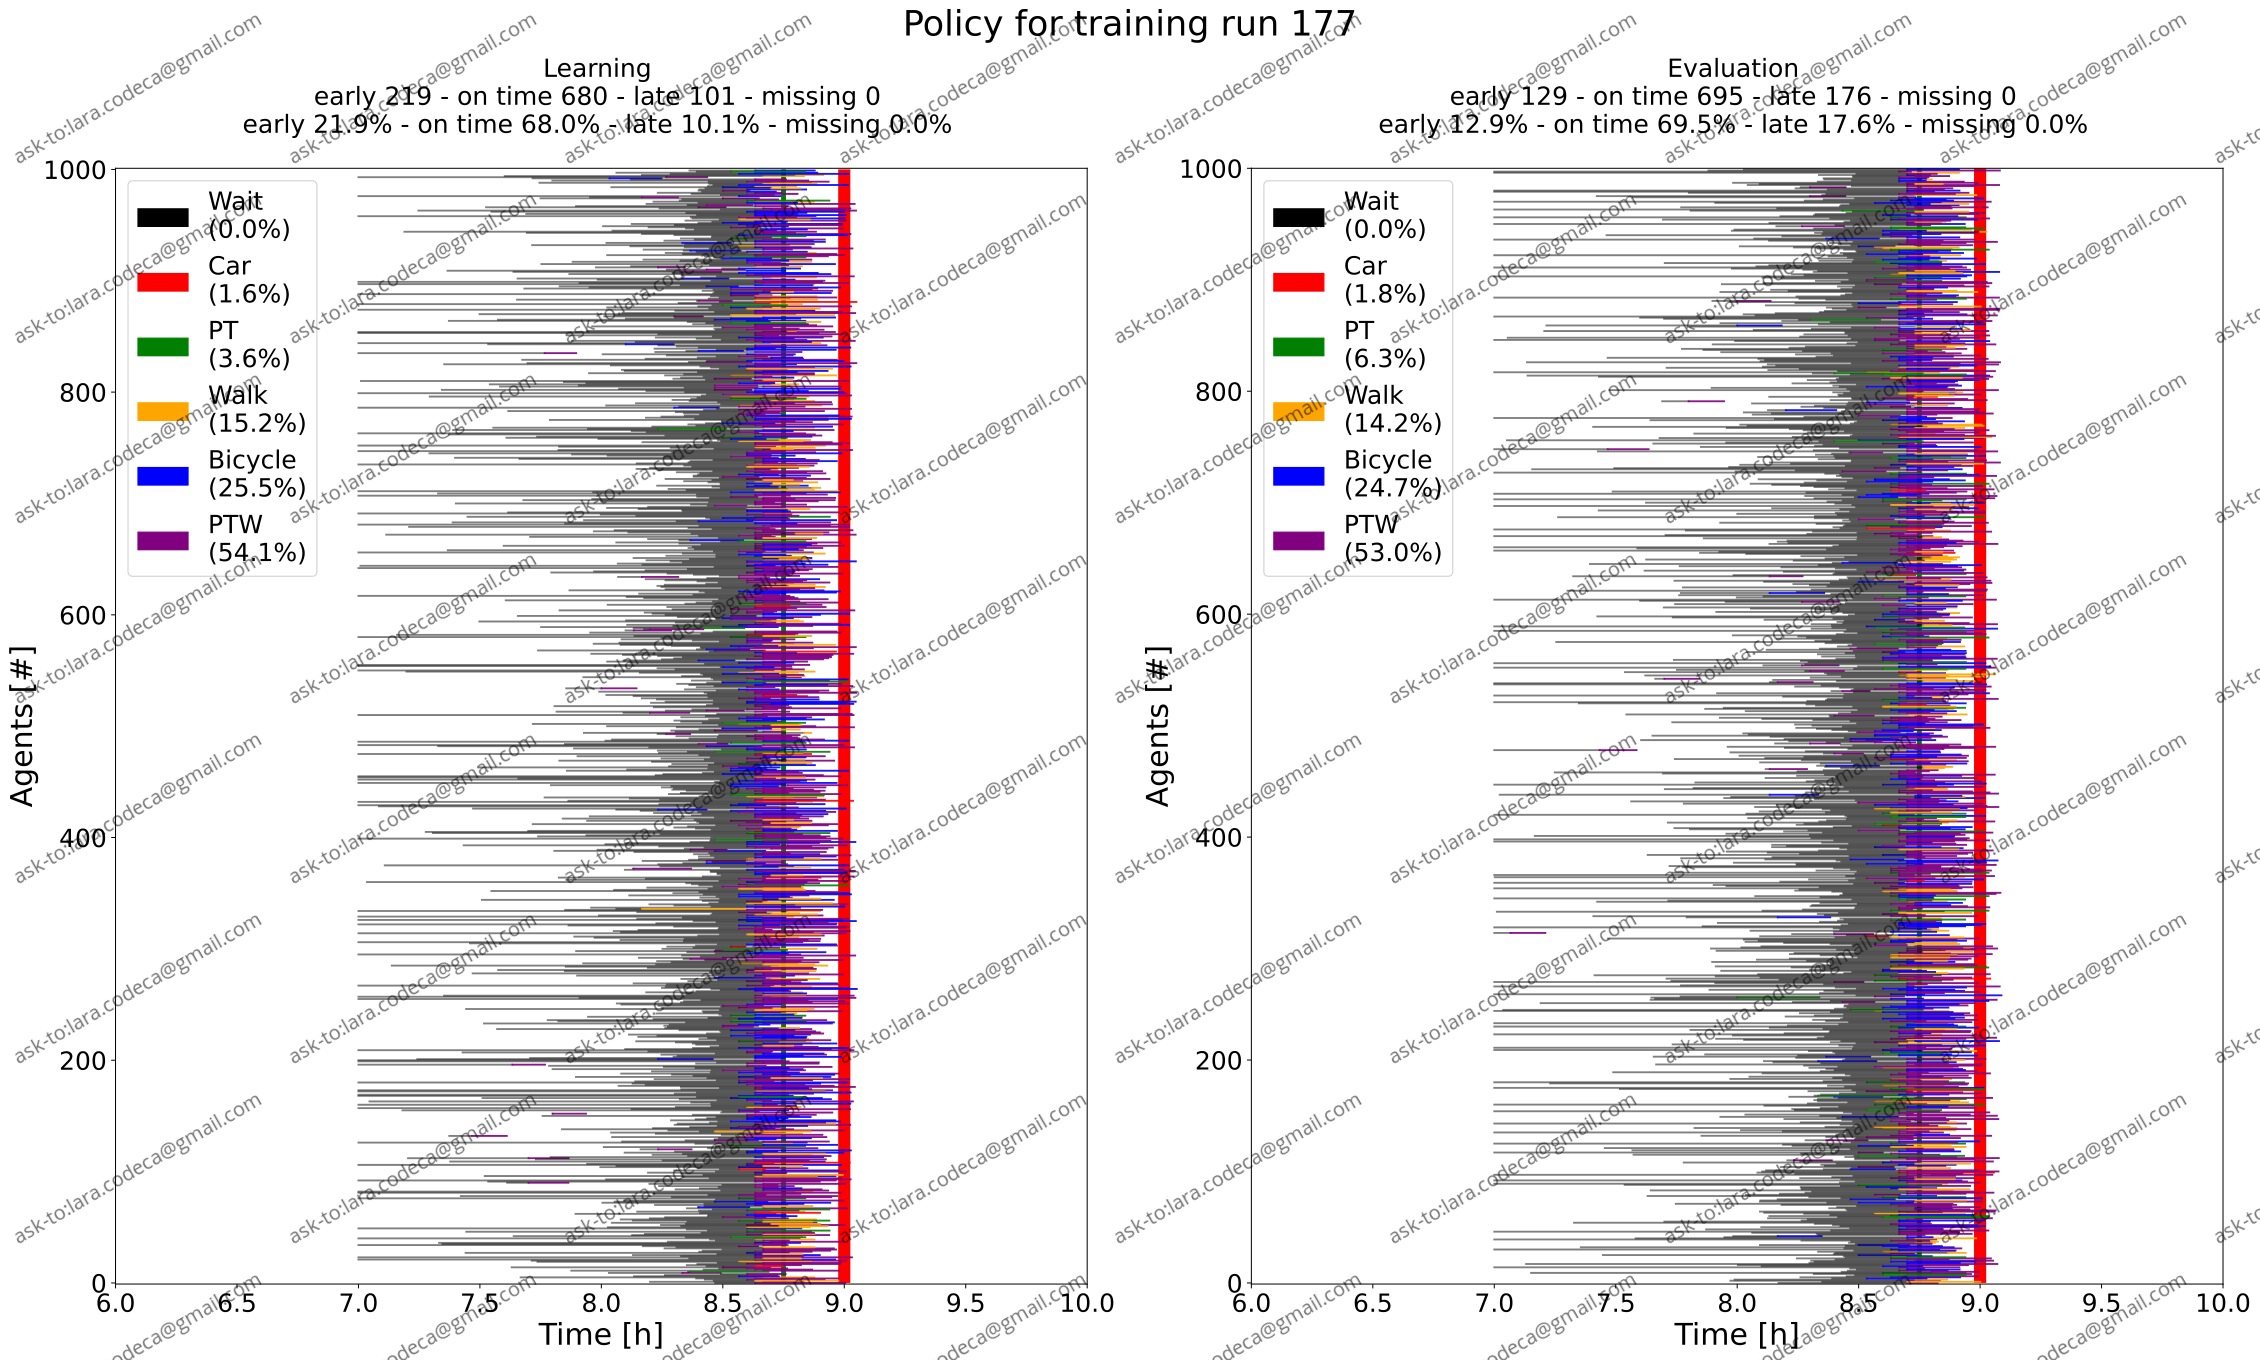 Policy for training run 177
Learning
early 219 - on time 680 - late 101 - missing 0
early 21.9% - on time 68.0% - late 10.1% - missing 0.0%
Agents [#]
1000
800
600
400
200
0
Wait
(0.0%)
Car
(1.6%)
PT
(3.6%)
Walk
(15.2%)
Bicycle
(25.5%)
PTW
(54.1%)
6.0 6.5 7.0 7.5 8.0 8.5 9.0 9.5 10.0
Time [h]
Evaluation
early 129 - on time 695 - late 176 - missing 0
early 12.9% - on time 69.5% - late 17.6% - missing 0.0%
Agents [#]
1000
800
600
400
200
0
Wait
(0.0%)
Car
(1.8%)
PT
(6.3%)
Walk
(14.2%)
Bicycle
(24.7%)
PTW
(53.0%)
6.0 6.5 7.0 7.5 8.0 8.5 9.0 9.5 10.0
Time [h]
ask-to:lara.codeca@gmail.com